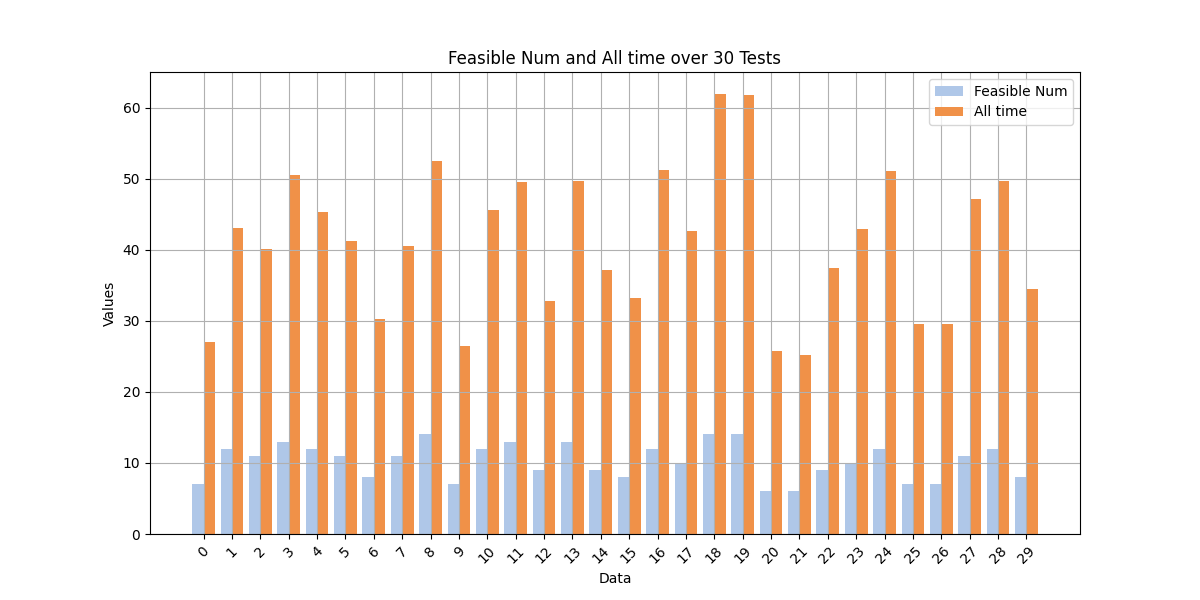 Feasible Num and All time over 30 Tests
Feasible Num
All time
Values
60
50
40
30
20
10
0
0 1 2 3 4 5 6 7 8 9 10 11 12 13 14 15 16 17 18 19 20 21 22 23 24 25 26 27 28 29
Data